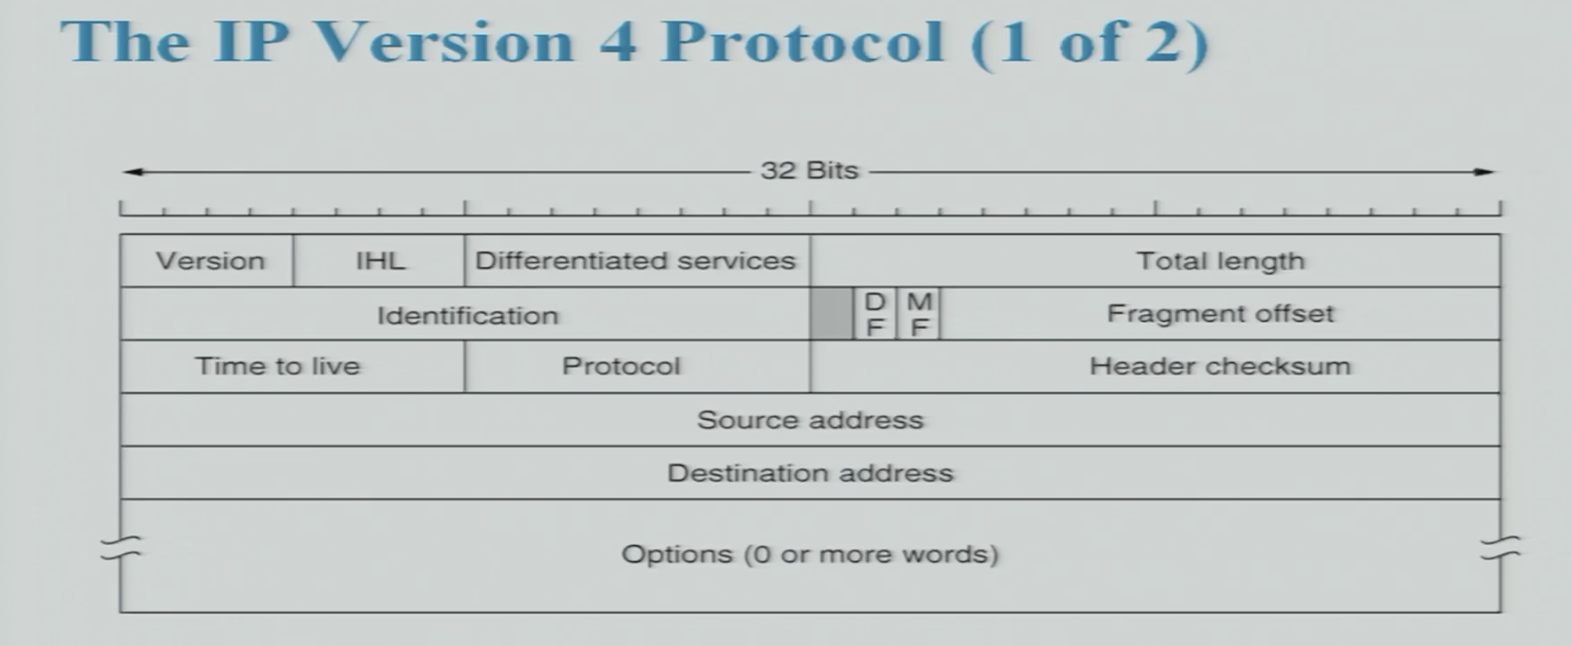 The IP Version 4 Protocol (1 of 2)
32 Bits
Version IHL Differentiated services Total length
Identification D F M F Fragment offset
Time to live Protocol Header checksum
Source address
Destination address
Options (0 or more words)